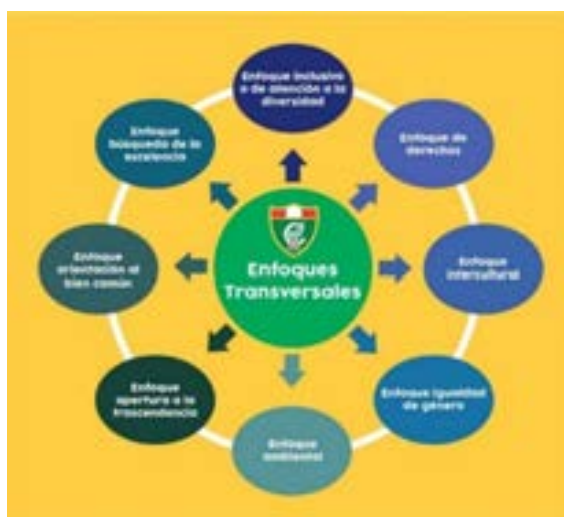 Enfoque inclusivo
o de atención a la
diversidad
Enfoque de
derechos
Enfoque
intercultural
Enfoque igualdad
de género
Enfoque
ambiental
Enfoque
apertura a la
trascendencia
Enfoque
orientación al
bien común
Enfoque
búsqueda de la
excelencia
Enfoques
Transversales